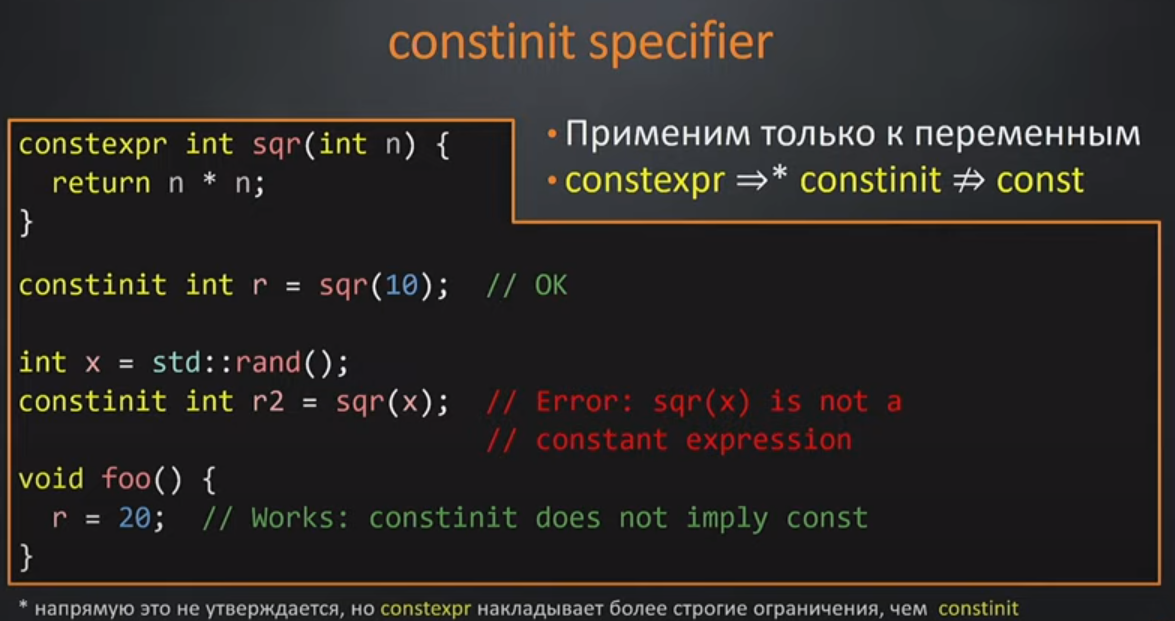 constinit specifier
constexpr int sqr(int n) {
  return n * n;
}
• Применим только к переменным
• constexpr ⇒* constinit ⇏ const
constinit int r = sqr(10);  // OK
int x = std::rand();
constinit int r2 = sqr(x);  // Error: sqr(x) is not a
                            // constant expression
void foo() {
  r = 20;  // Works: constinit does not imply const
}
* напрямую это не утверждается, но constexpr накладывает более строгие ограничения, чем constinit